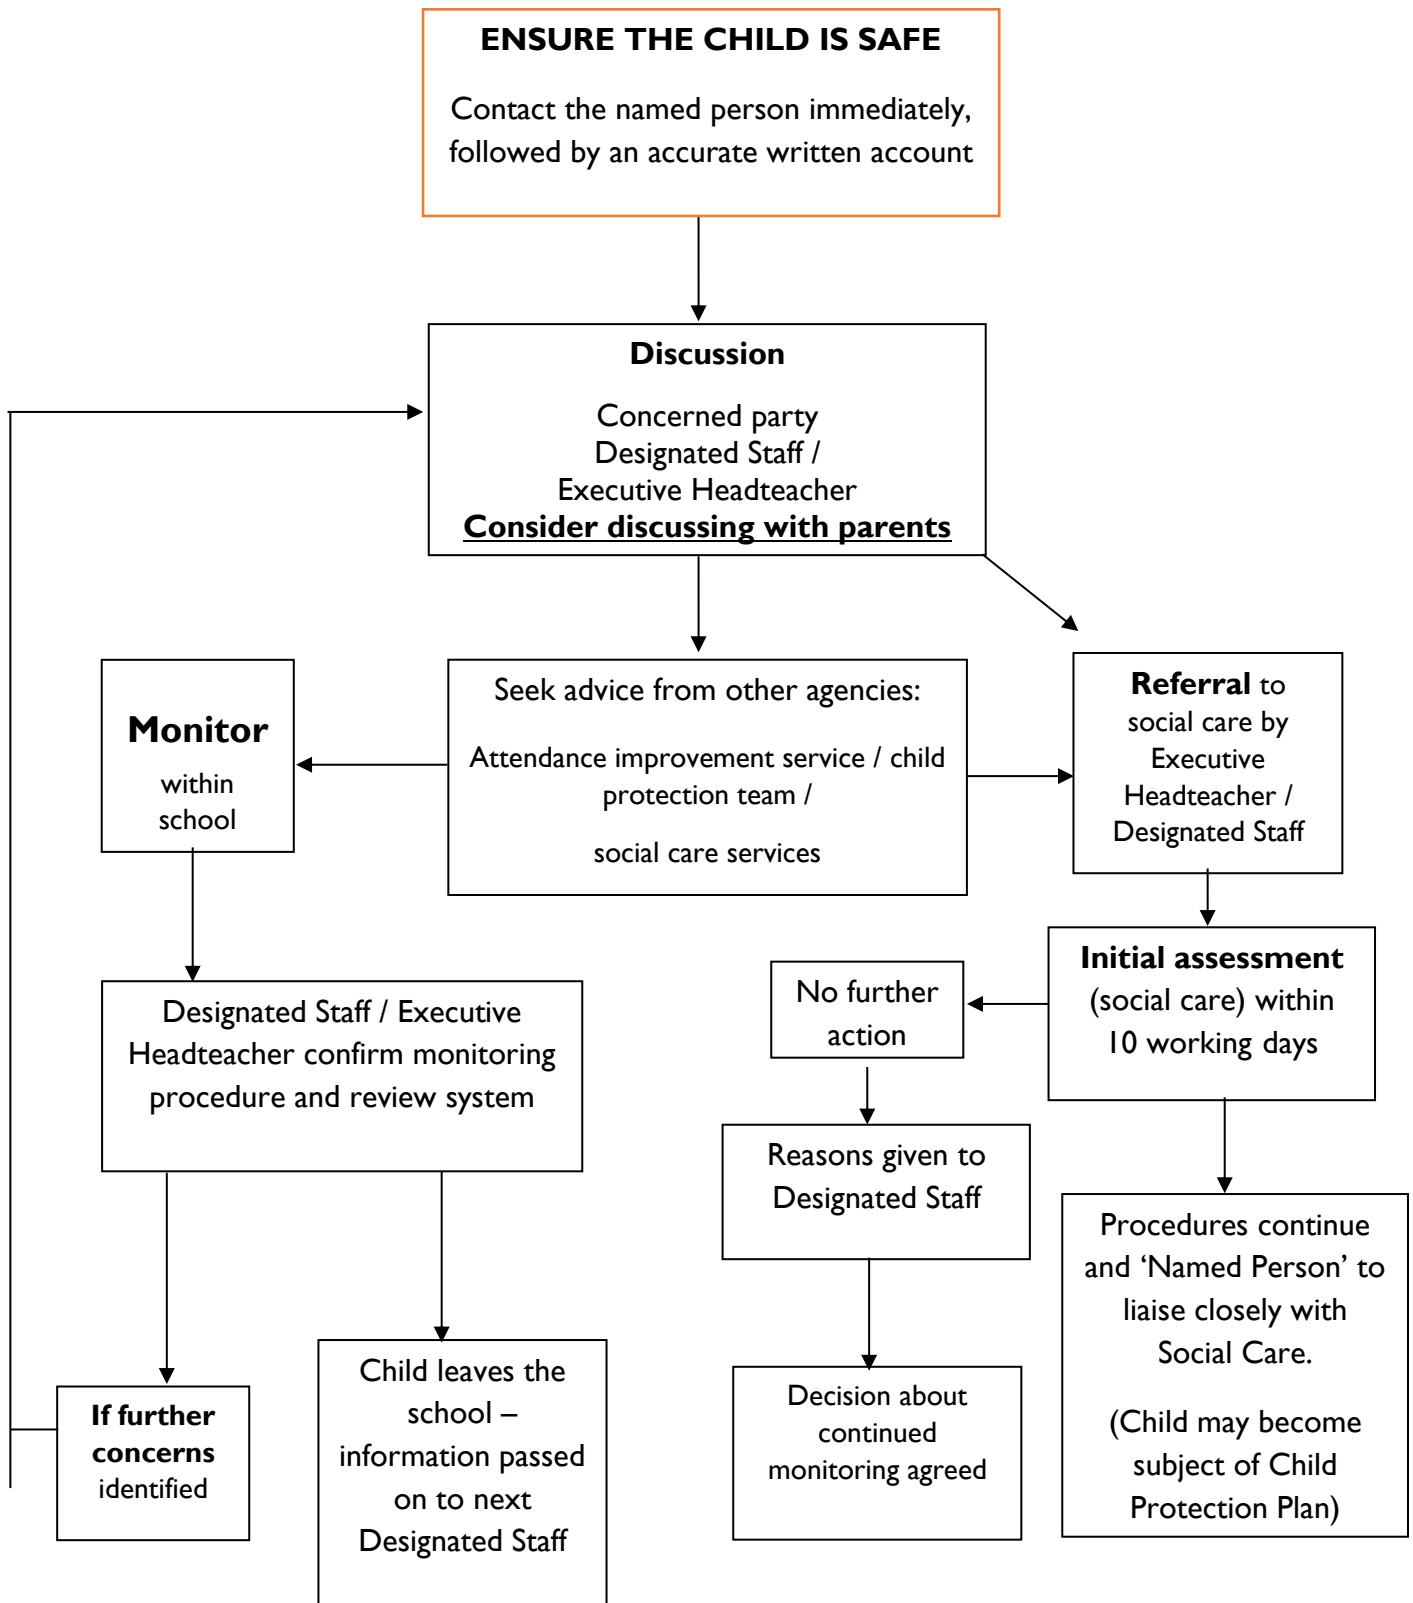 ENSURE THE CHILD IS SAFE
Contact the named person immediately,
followed by an accurate written account
Discussion
Concerned party
Designated Staff /
Executive Headteacher
Consider discussing with parents
Monitor
within
school
Seek advice from other agencies:
Attendance improvement service / child
protection team /
social care services
Referral to
social care by
Executive
Headteacher /
Designated Staff
Initial assessment
(social care) within
10 working days
No further
action
Designated Staff / Executive
Headteacher confirm monitoring
procedure and review system
Reasons given to
Designated Staff
Procedures continue
and ‘Named Person’ to
liaise closely with
Social Care.
(Child may become
subject of Child
Protection Plan)
If further
concerns
identified
Child leaves the
school –
information passed
on to next
Designated Staff
Decision about
continued
monitoring agreed